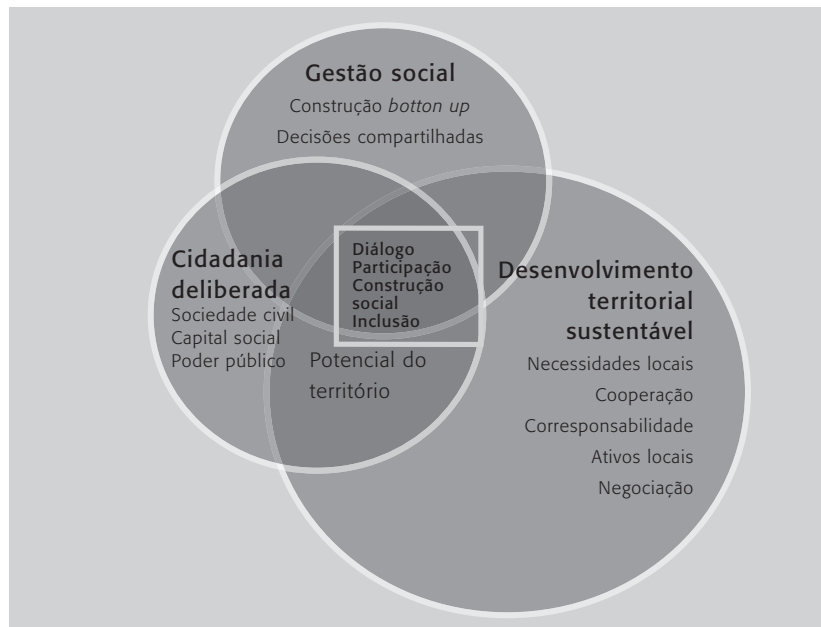 Gestão social
Construção botton up
Decisões compartilhadas
Cidadania
deliberada
Sociedade civil
Capital social
Poder público
Diálogo
Participação
Construção
social
Inclusão
Potencial do
território
Desenvolvimento
territorial
sustentável
Necessidades locais
Cooperação
Corresponsabilidade
Ativos locais
Negociação